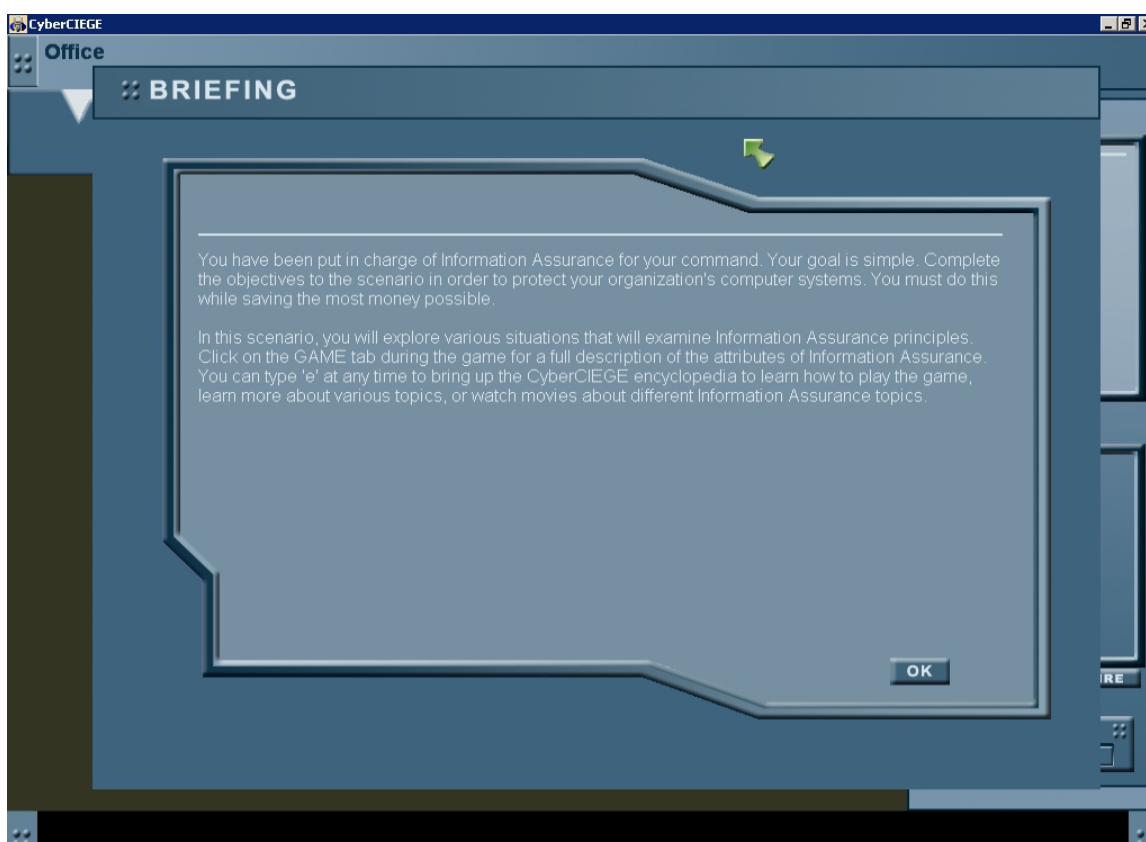 CyberCIEGE
Office
BRIEFING
You have been put in charge of Information Assurance for your command. Your goal is simple. Complete
the objectives to the scenario in order to protect your organization's computer systems. You must do this
while saving the most money possible.
In this scenario, you will explore various situations that will examine Information Assurance principles.
Click on the GAME tab during the game for a full description of the attributes of Information Assurance.
You can type 'e' at any time to bring up the CyberCIEGE encyclopedia to learn how to play the game,
learn more about various topics, or watch movies about different Information Assurance topics.
OK
IRE